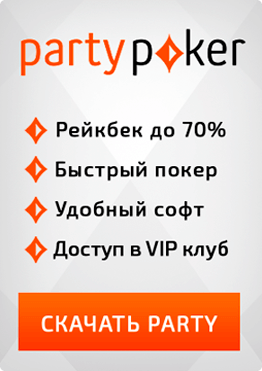 partypoker
Рейкбек до 70%
Быстрый покер
Удобный софт
Доступ в VIP клуб
СКАЧАТЬ PARTY